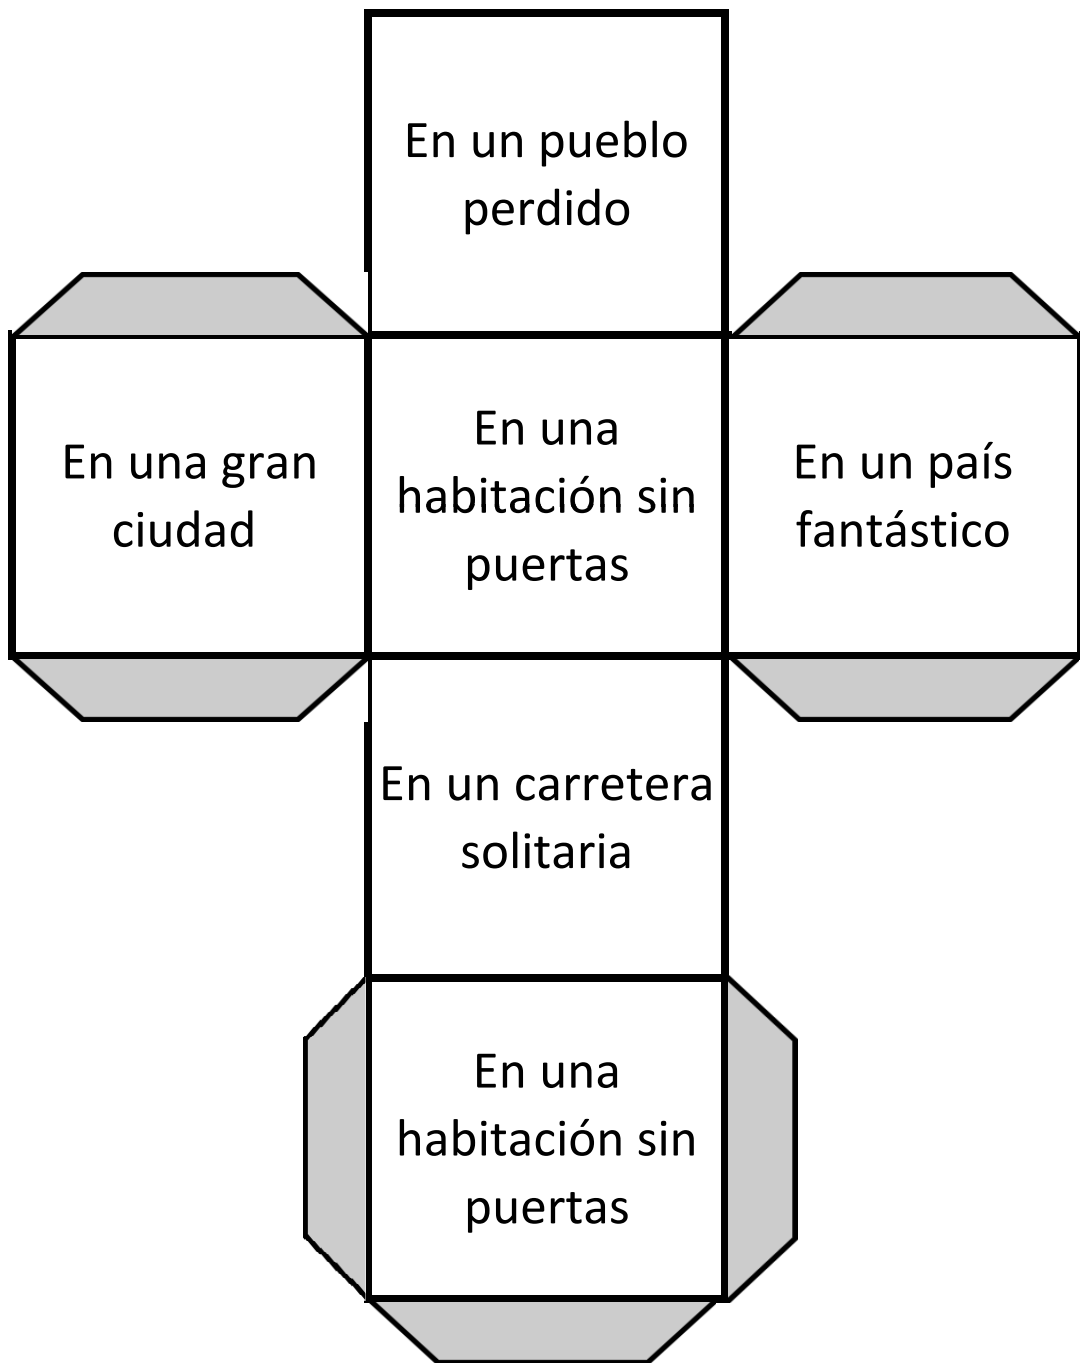 En un pueblo
perdido
En una gran
ciudad
En una
habitación sin
puertas
En un país
fantástico
En un carretera
solitaria
En una
habitación sin
puertas